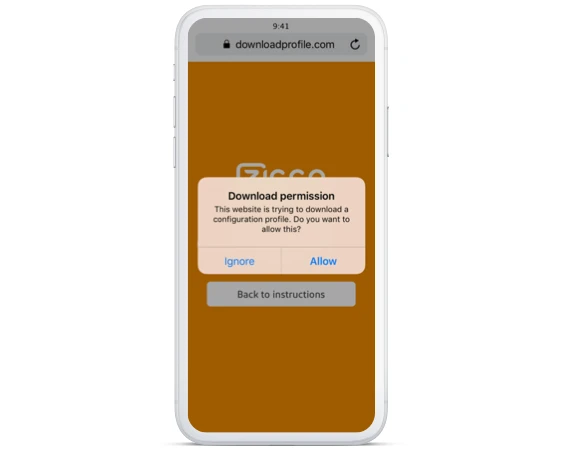 9:41
downloadprofile.com
Download permission
This website is trying to download a
configuration profile. Do you want to
allow this?
Ignore
Allow
Back to instructions